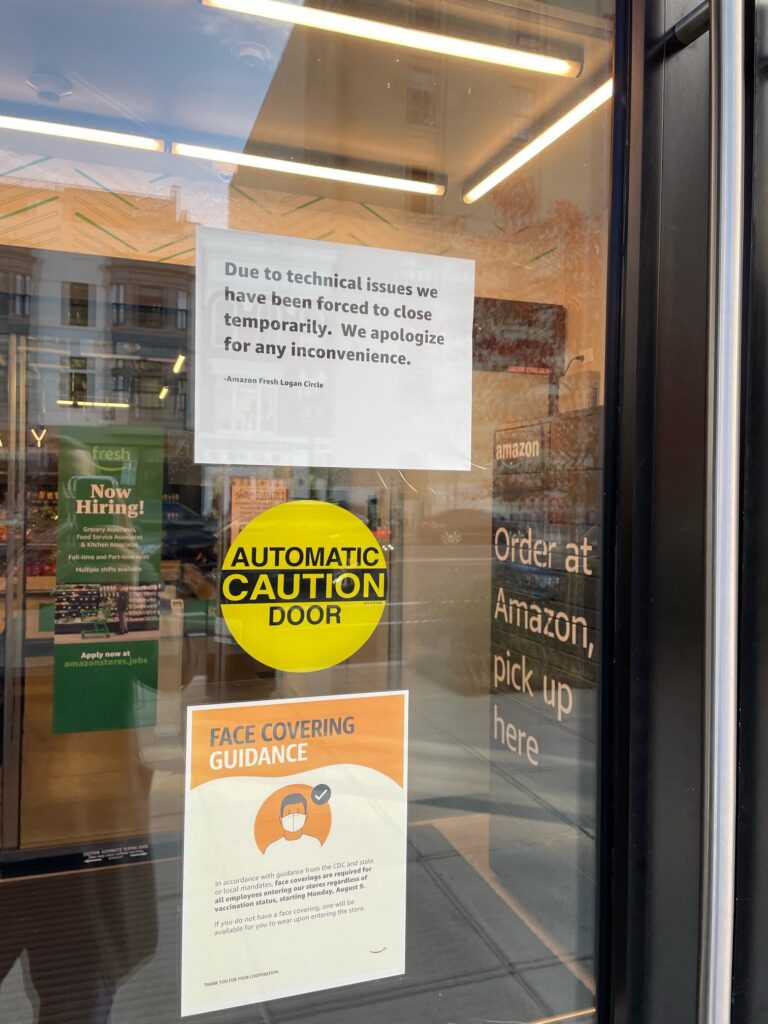 Due to technical issues we
have been forced to close
temporarily. We apologize
for any inconvenience.
-Amazon Fresh Logan Circle
fresh
Now
Hiring!
Grocery Associates,
Food Service Associates
& Kitchen Associates
Full-time and Part-time roles
Multiple shifts available
Apply now at
amazonstores.jobs
AUTOMATIC
CAUTION
DOOR
amazon
Order at
Amazon,
pick up
here
FACE COVERING
GUIDANCE
In accordance with guidance from the CDC and state
or local mandates, face coverings are required for
all employees entering our stores regardless of
vaccination status, starting Monday, August 9.
If you do not have a face covering, one will be
available for you to wear upon entering the store.
THANK YOU FOR YOUR COOPERATION.